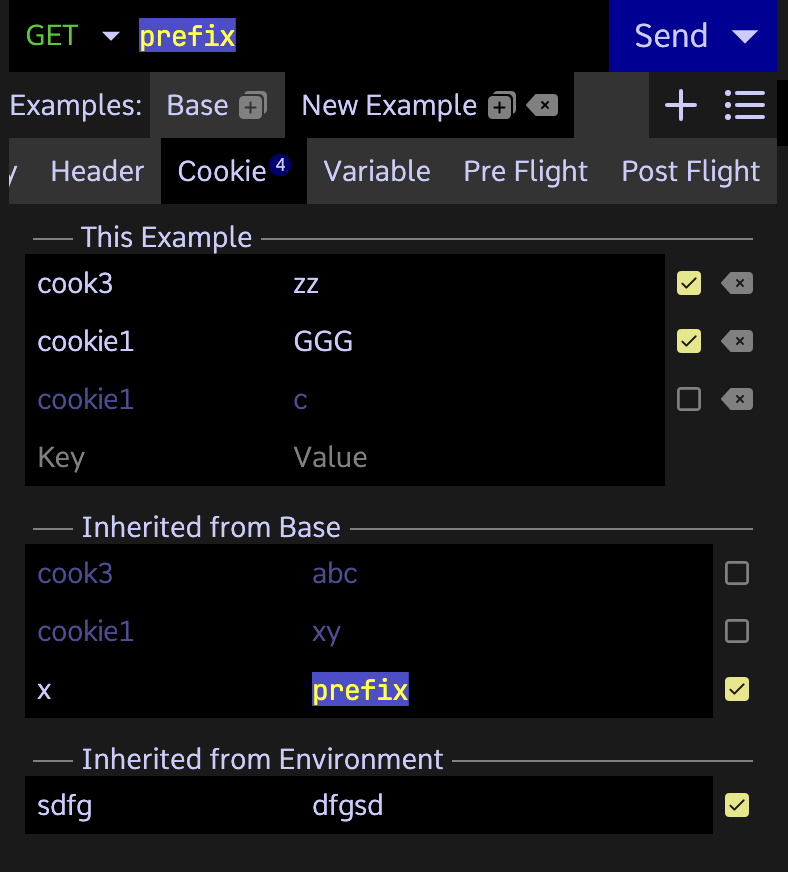 GET prefix Send
Examples: Base New Example
y Header Cookie 4 Variable Pre Flight Post Flight
This Example
cook3 zz
cookie1 GGG
cookie1 c
Key Value
Inherited from Base
cook3 abc
cookie1 xy
x prefix
Inherited from Environment
sdfg dfgsd